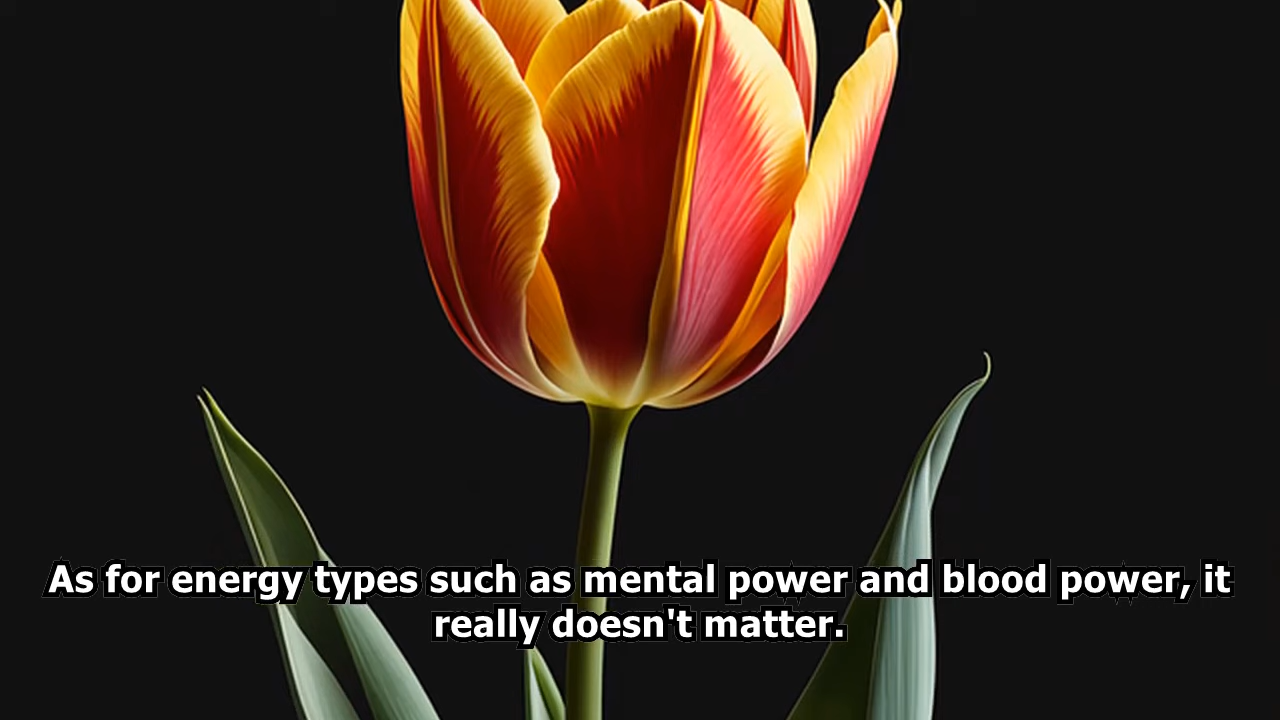 As for energy types such as mental power and blood power, it
really doesn't matter.